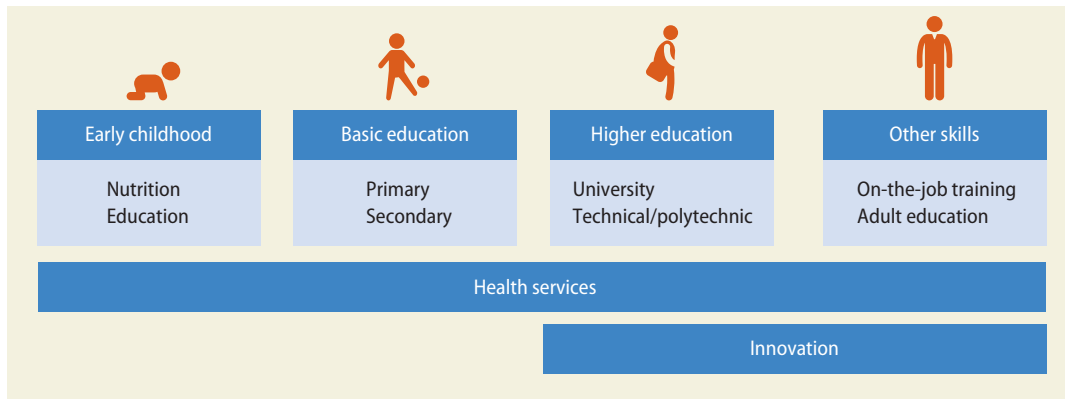 Early childhood
Nutrition
Education
Basic education
Primary
Secondary
Higher education
University
Technical/polytechnic
Other skills
On-the-job training
Adult education
Health services
Innovation